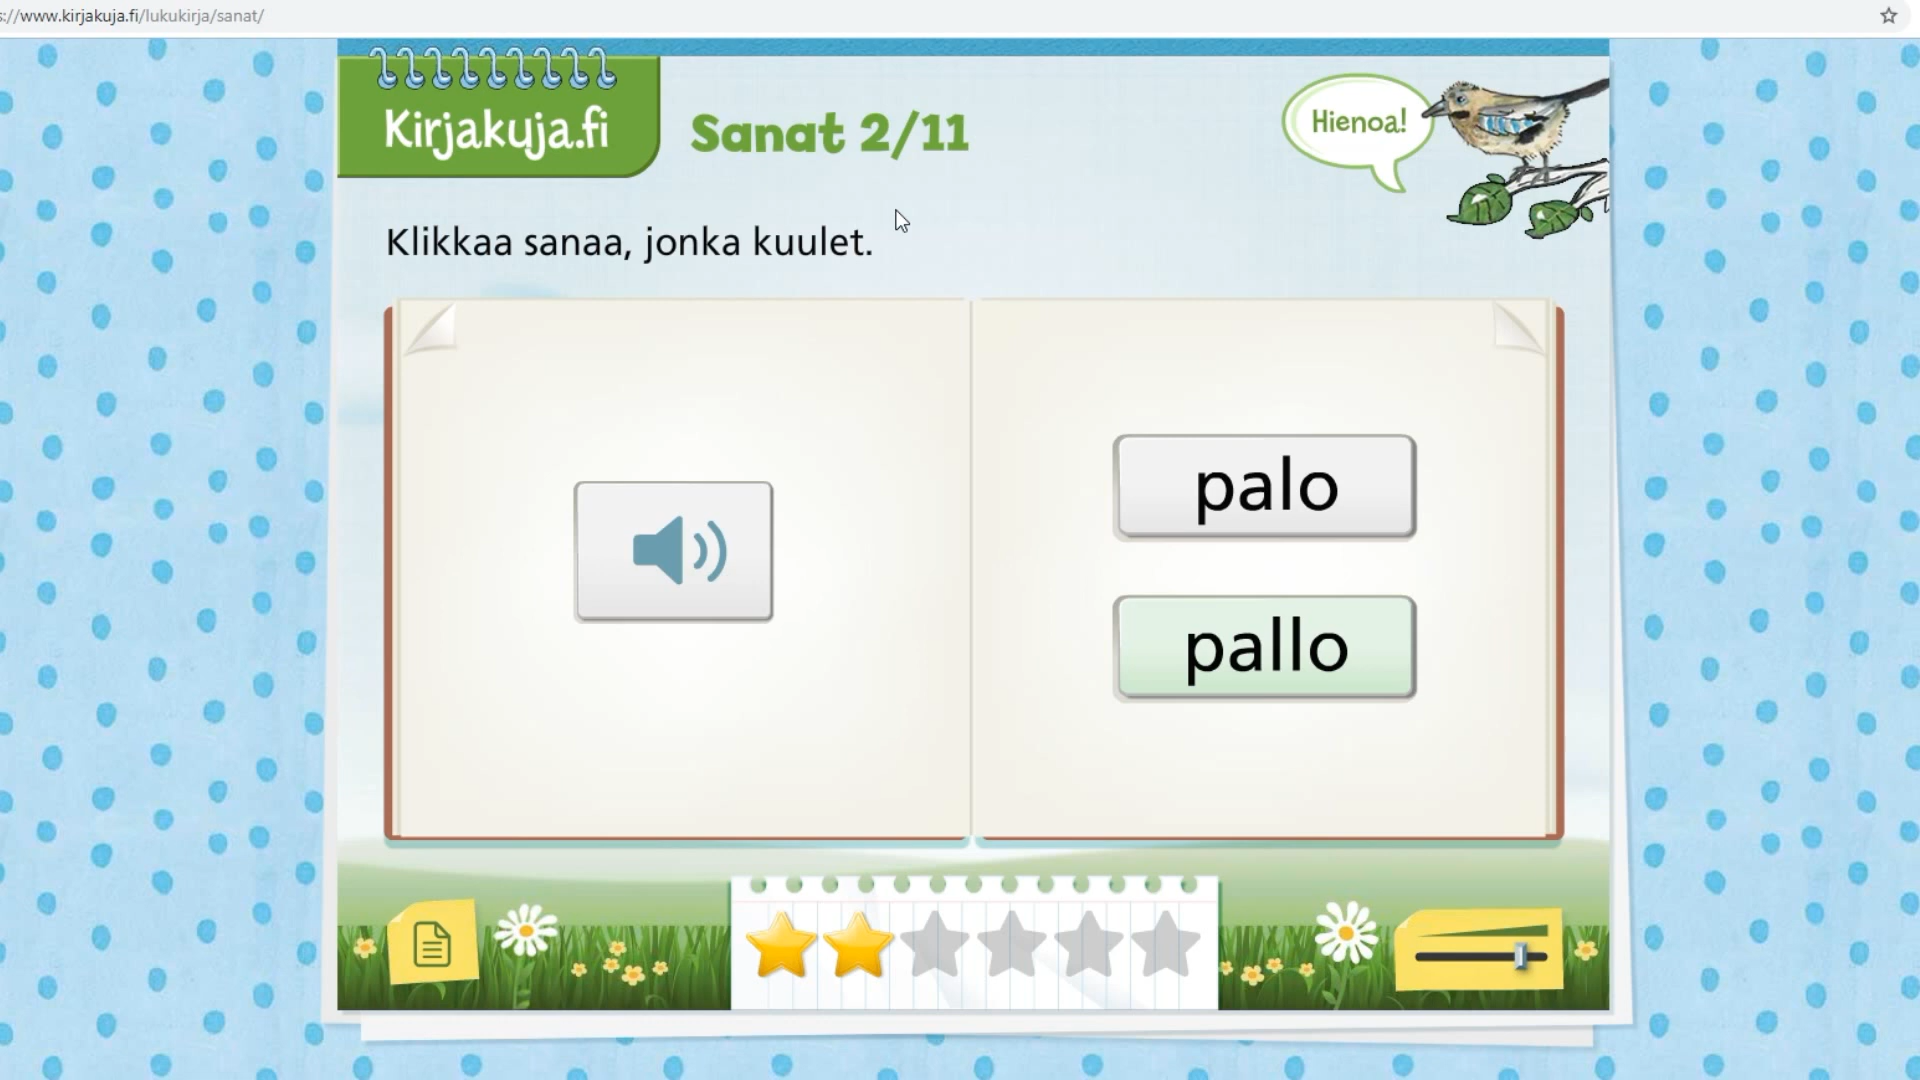 s://www.kirjakuja.fi/lukukirja/sanat/
Kirjakuja.fi
Sanat 2/11
Hienoa!
Klikkaa sanaa, jonka kuulet.
palo
pallo